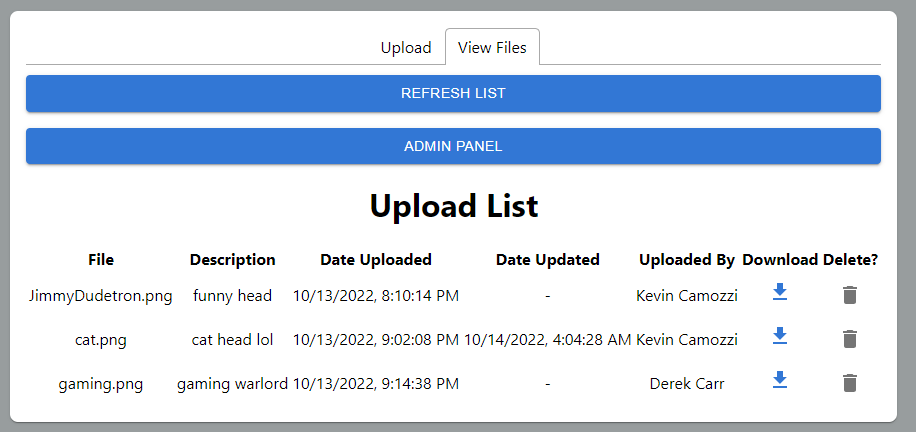 Upload View Files
REFRESH LIST
ADMIN PANEL
Upload List
File Description Date Uploaded Date Updated Uploaded By Download Delete?
JimmyDudetron.png funny head 10/13/2022, 8:10:14 PM - Kevin Camozzi
cat.png cat head lol 10/13/2022, 9:02:08 PM 10/14/2022, 4:04:28 AM Kevin Camozzi
gaming.png gaming warlord 10/13/2022, 9:14:38 PM - Derek Carr